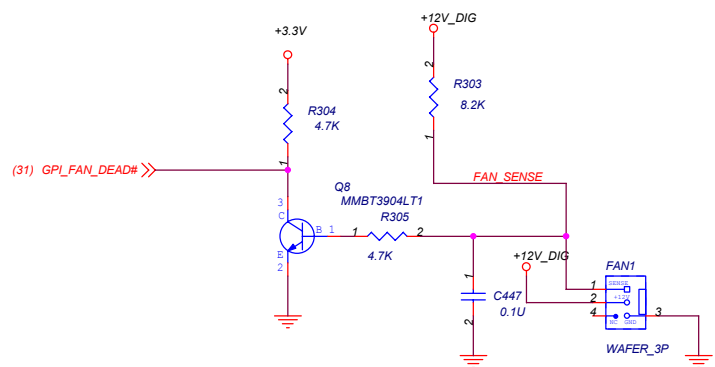 +12V_DIG
+3.3V
2
2
R303
8.2K
R304
4.7K
1
1
(31) GPI_FAN_DEAD#
FAN_SENSE
Q8
MMBT3904LT1
3
C
R305
B 1
1
2
4.7K
E
2
+12V_DIG
FAN1
1
C447
0.1U
2
1
SENSE
2
+12V
4
NC GND
3
WAFER_3P